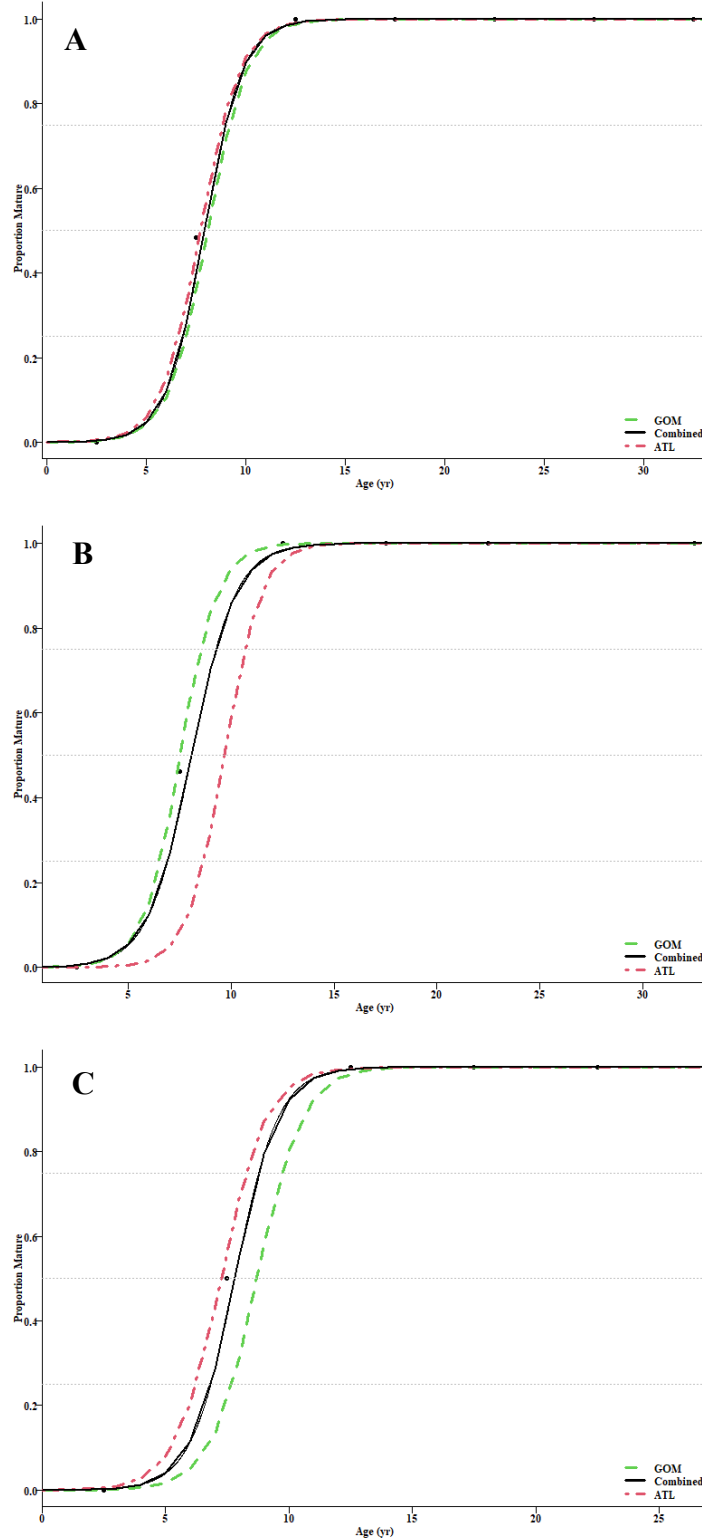 A
1.0
0.8
0.6
0.4
0.2
0.0
Proportion Mature
0 5 10 15 20 25 30
Age (yr)
GOM
Combined
ATL
B
1.0
0.8
0.6
0.4
0.2
0.0
Proportion Mature
5 10 15 20 25 30
Age (yr)
GOM
Combined
ATL
C
1.0
0.8
0.6
0.4
0.2
0.0
Proportion Mature
0 5 10 15 20 25
Age (yr)
GOM
Combined
ATL